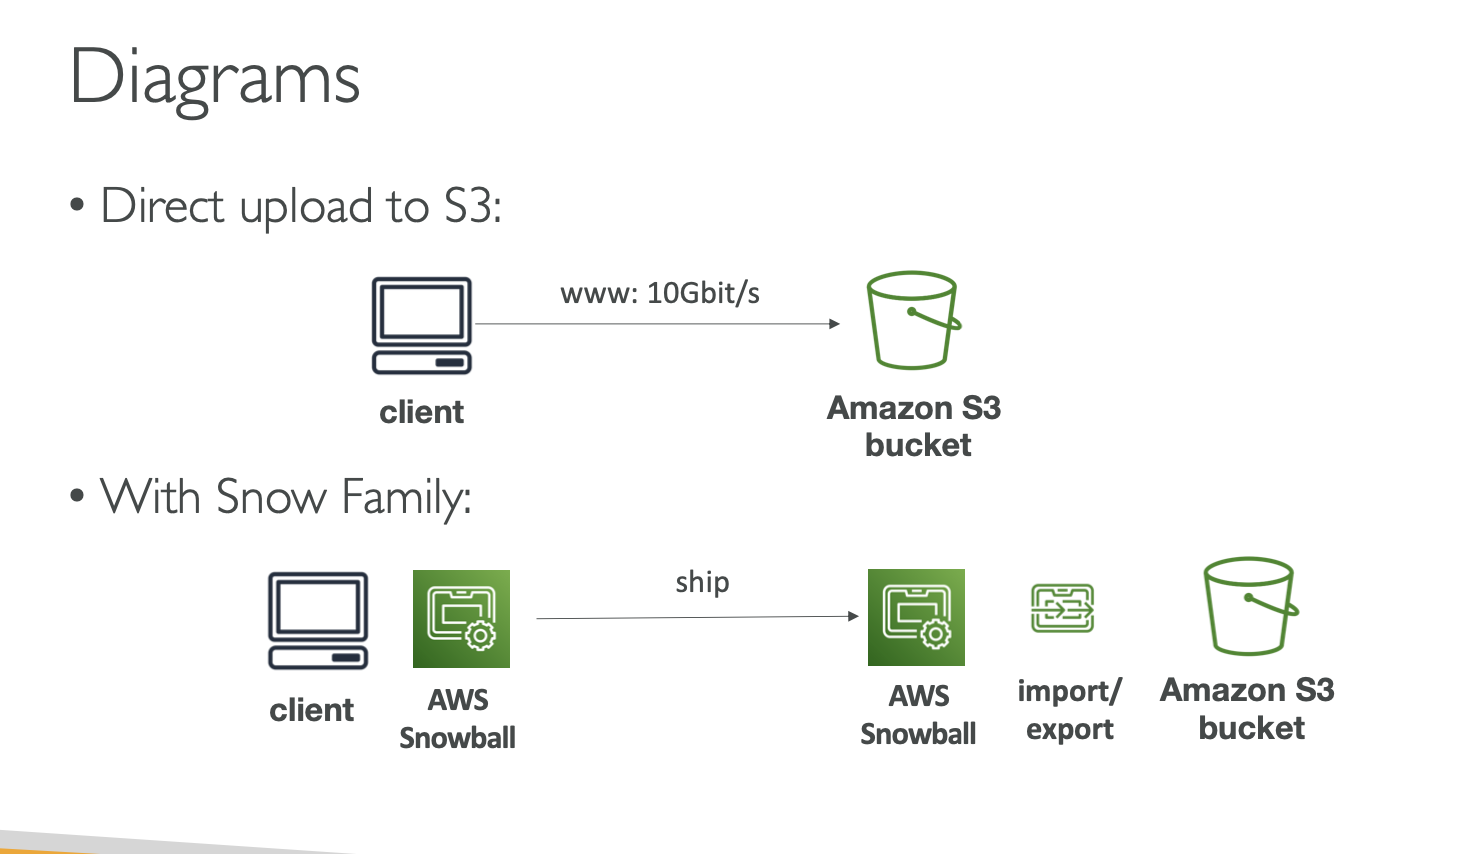 Diagrams
• Direct upload to S3:
www: 10Gbit/s
client
Amazon S3
bucket
• With Snow Family:
ship
client
AWS
Snowball
AWS
Snowball
import/
export
Amazon S3
bucket